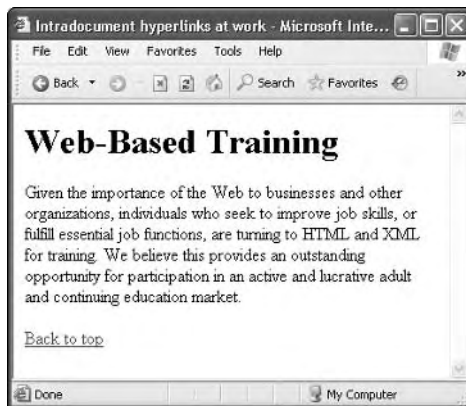 Intradocument hyperlinks at work - Microsoft Inte...
File Edit View Favorites Tools Help
Back Search Favorites
Web-Based Training
Given the importance of the Web to businesses and other
organizations, individuals who seek to improve job skills, or
fulfill essential job functions, are turning to HTML and XML
for training. We believe this provides an outstanding
opportunity for participation in an active and lucrative adult
and continuing education market.
Back to top
Done My Computer